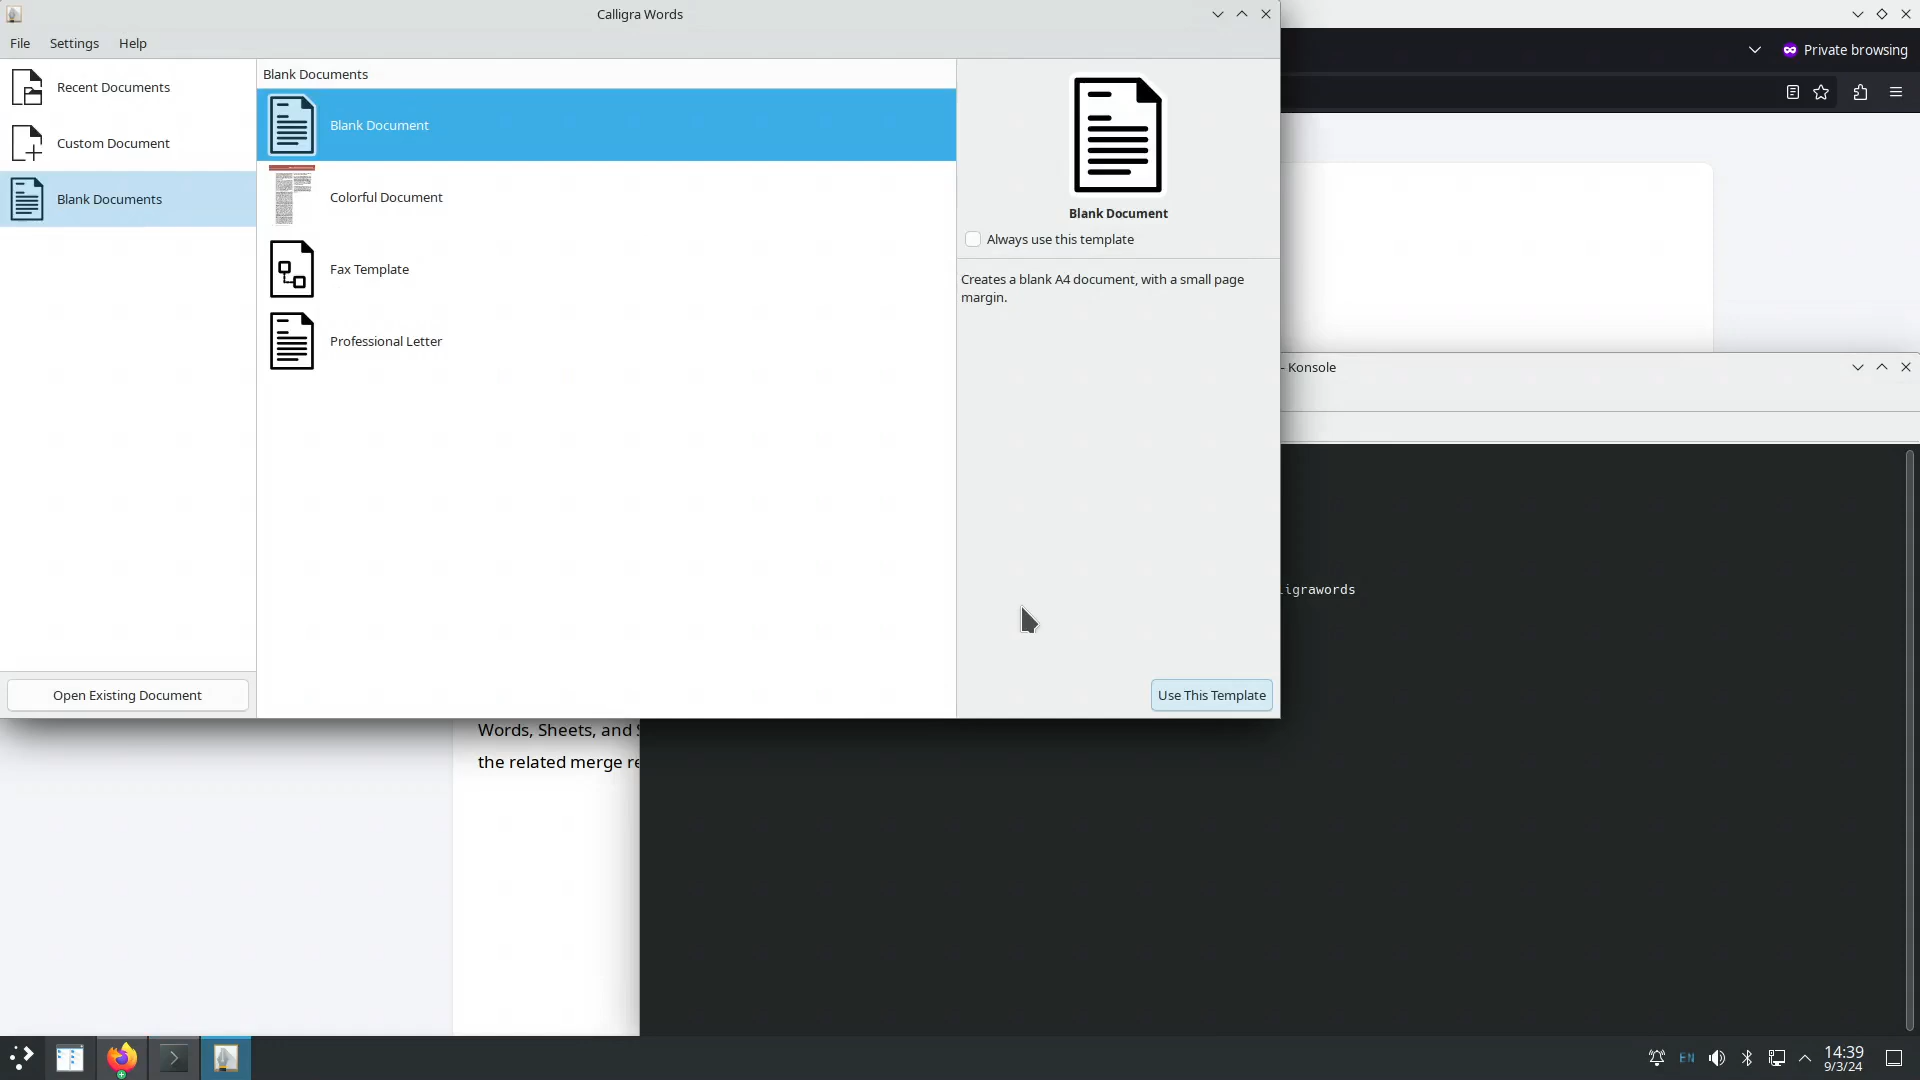 Calligra Words
File Settings Help
Private browsing
Recent Documents
Custom Document
Blank Documents
Open Existing Document
Blank Documents
Blank Document
Colorful Document
Fax Template
Professional Letter
Blank Document
Always use this template
Creates a blank A4 document, with a small page
margin.
Use This Template
- Konsole
igrawords
Words, Sheets, and
the related merge
EN
14:39
9/3/24